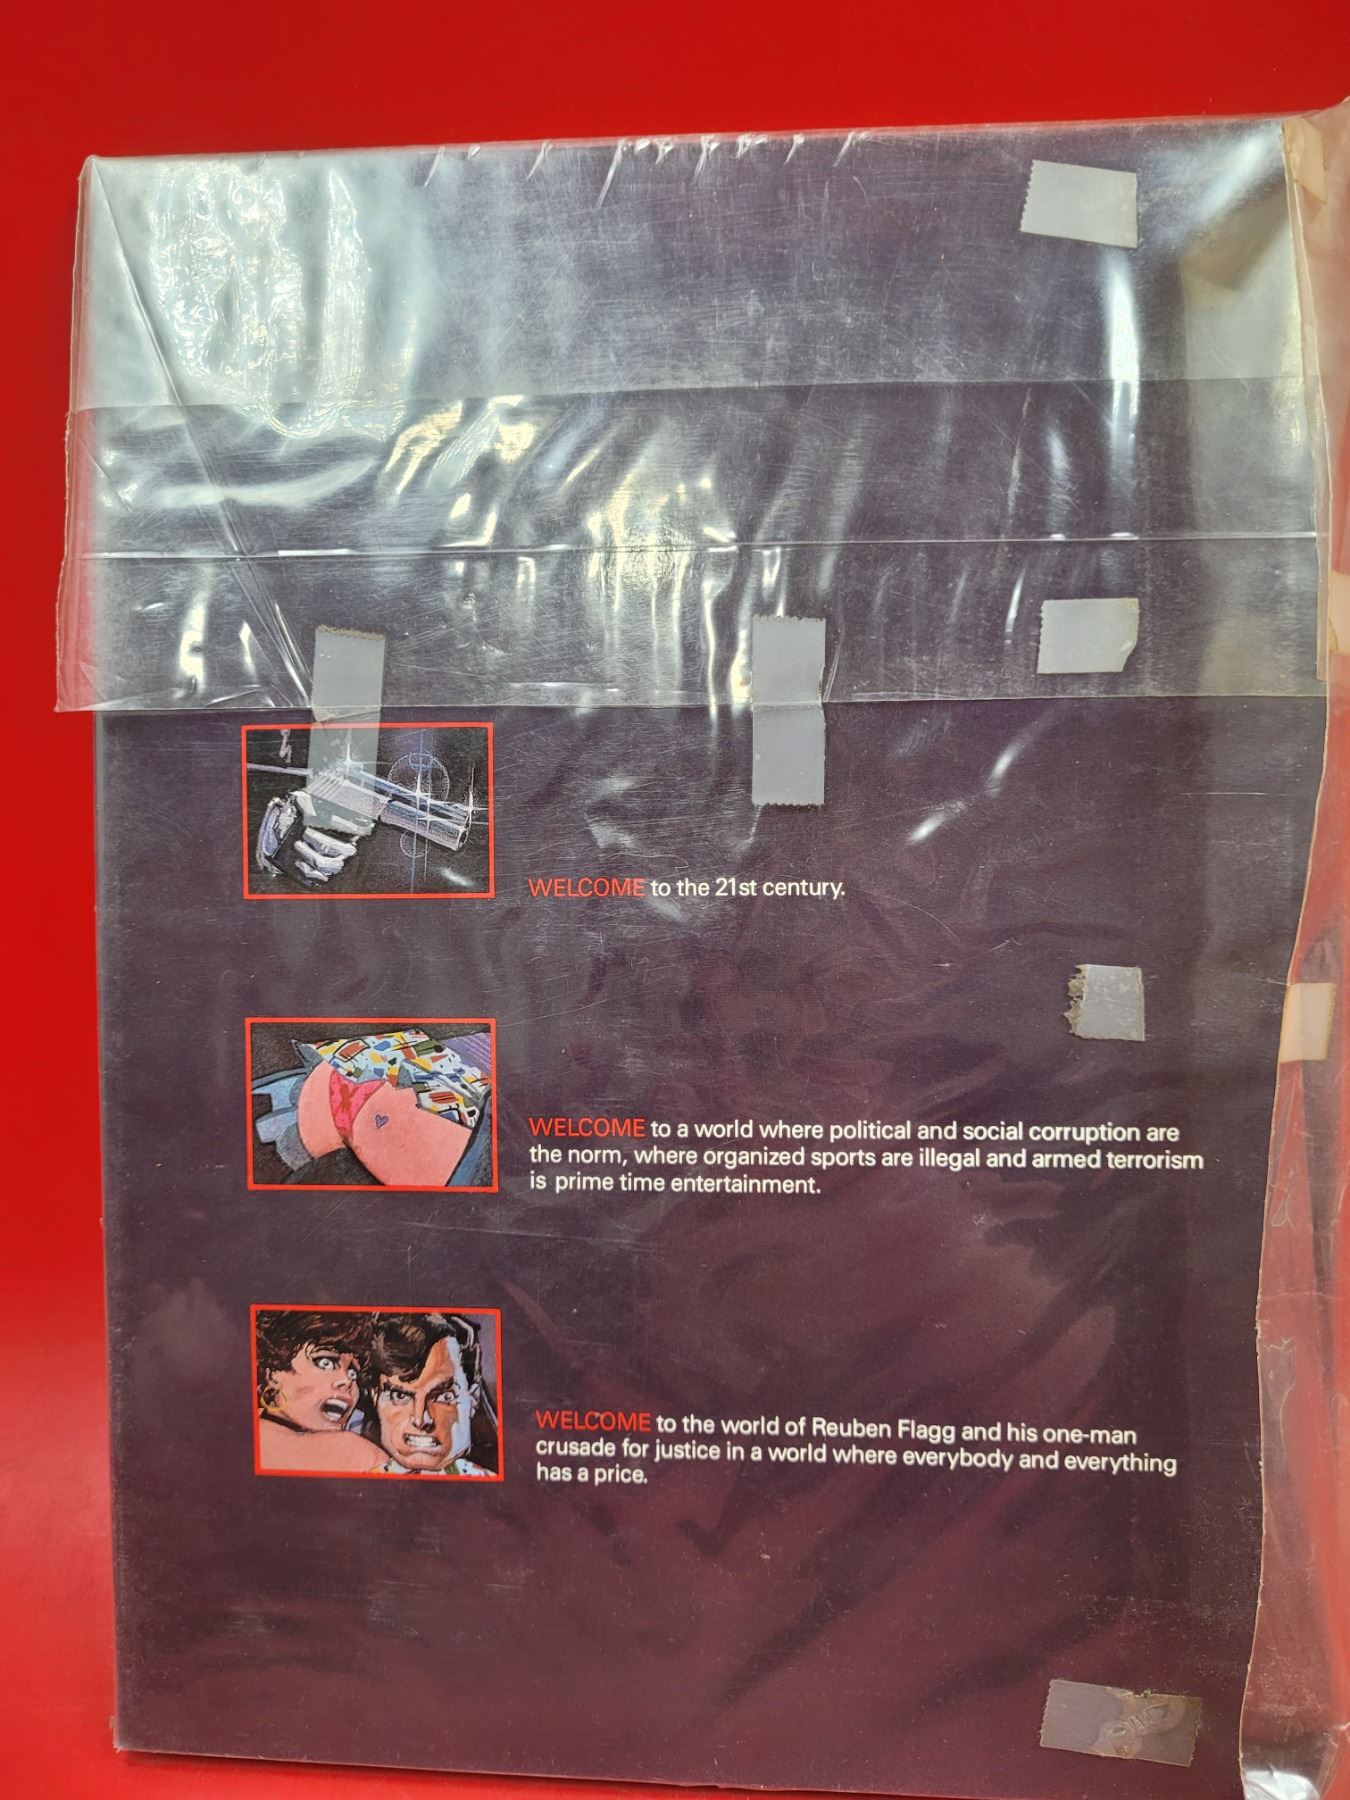 WELCOME to the 21st century.
WELCOME to a world where political and social corruption are
the norm, where organized sports are illegal and armed terrorism
is prime time entertainment.
WELCOME to the world of Reuben Flagg and his one-man
crusade for justice in a world where everybody and everything
has a price.